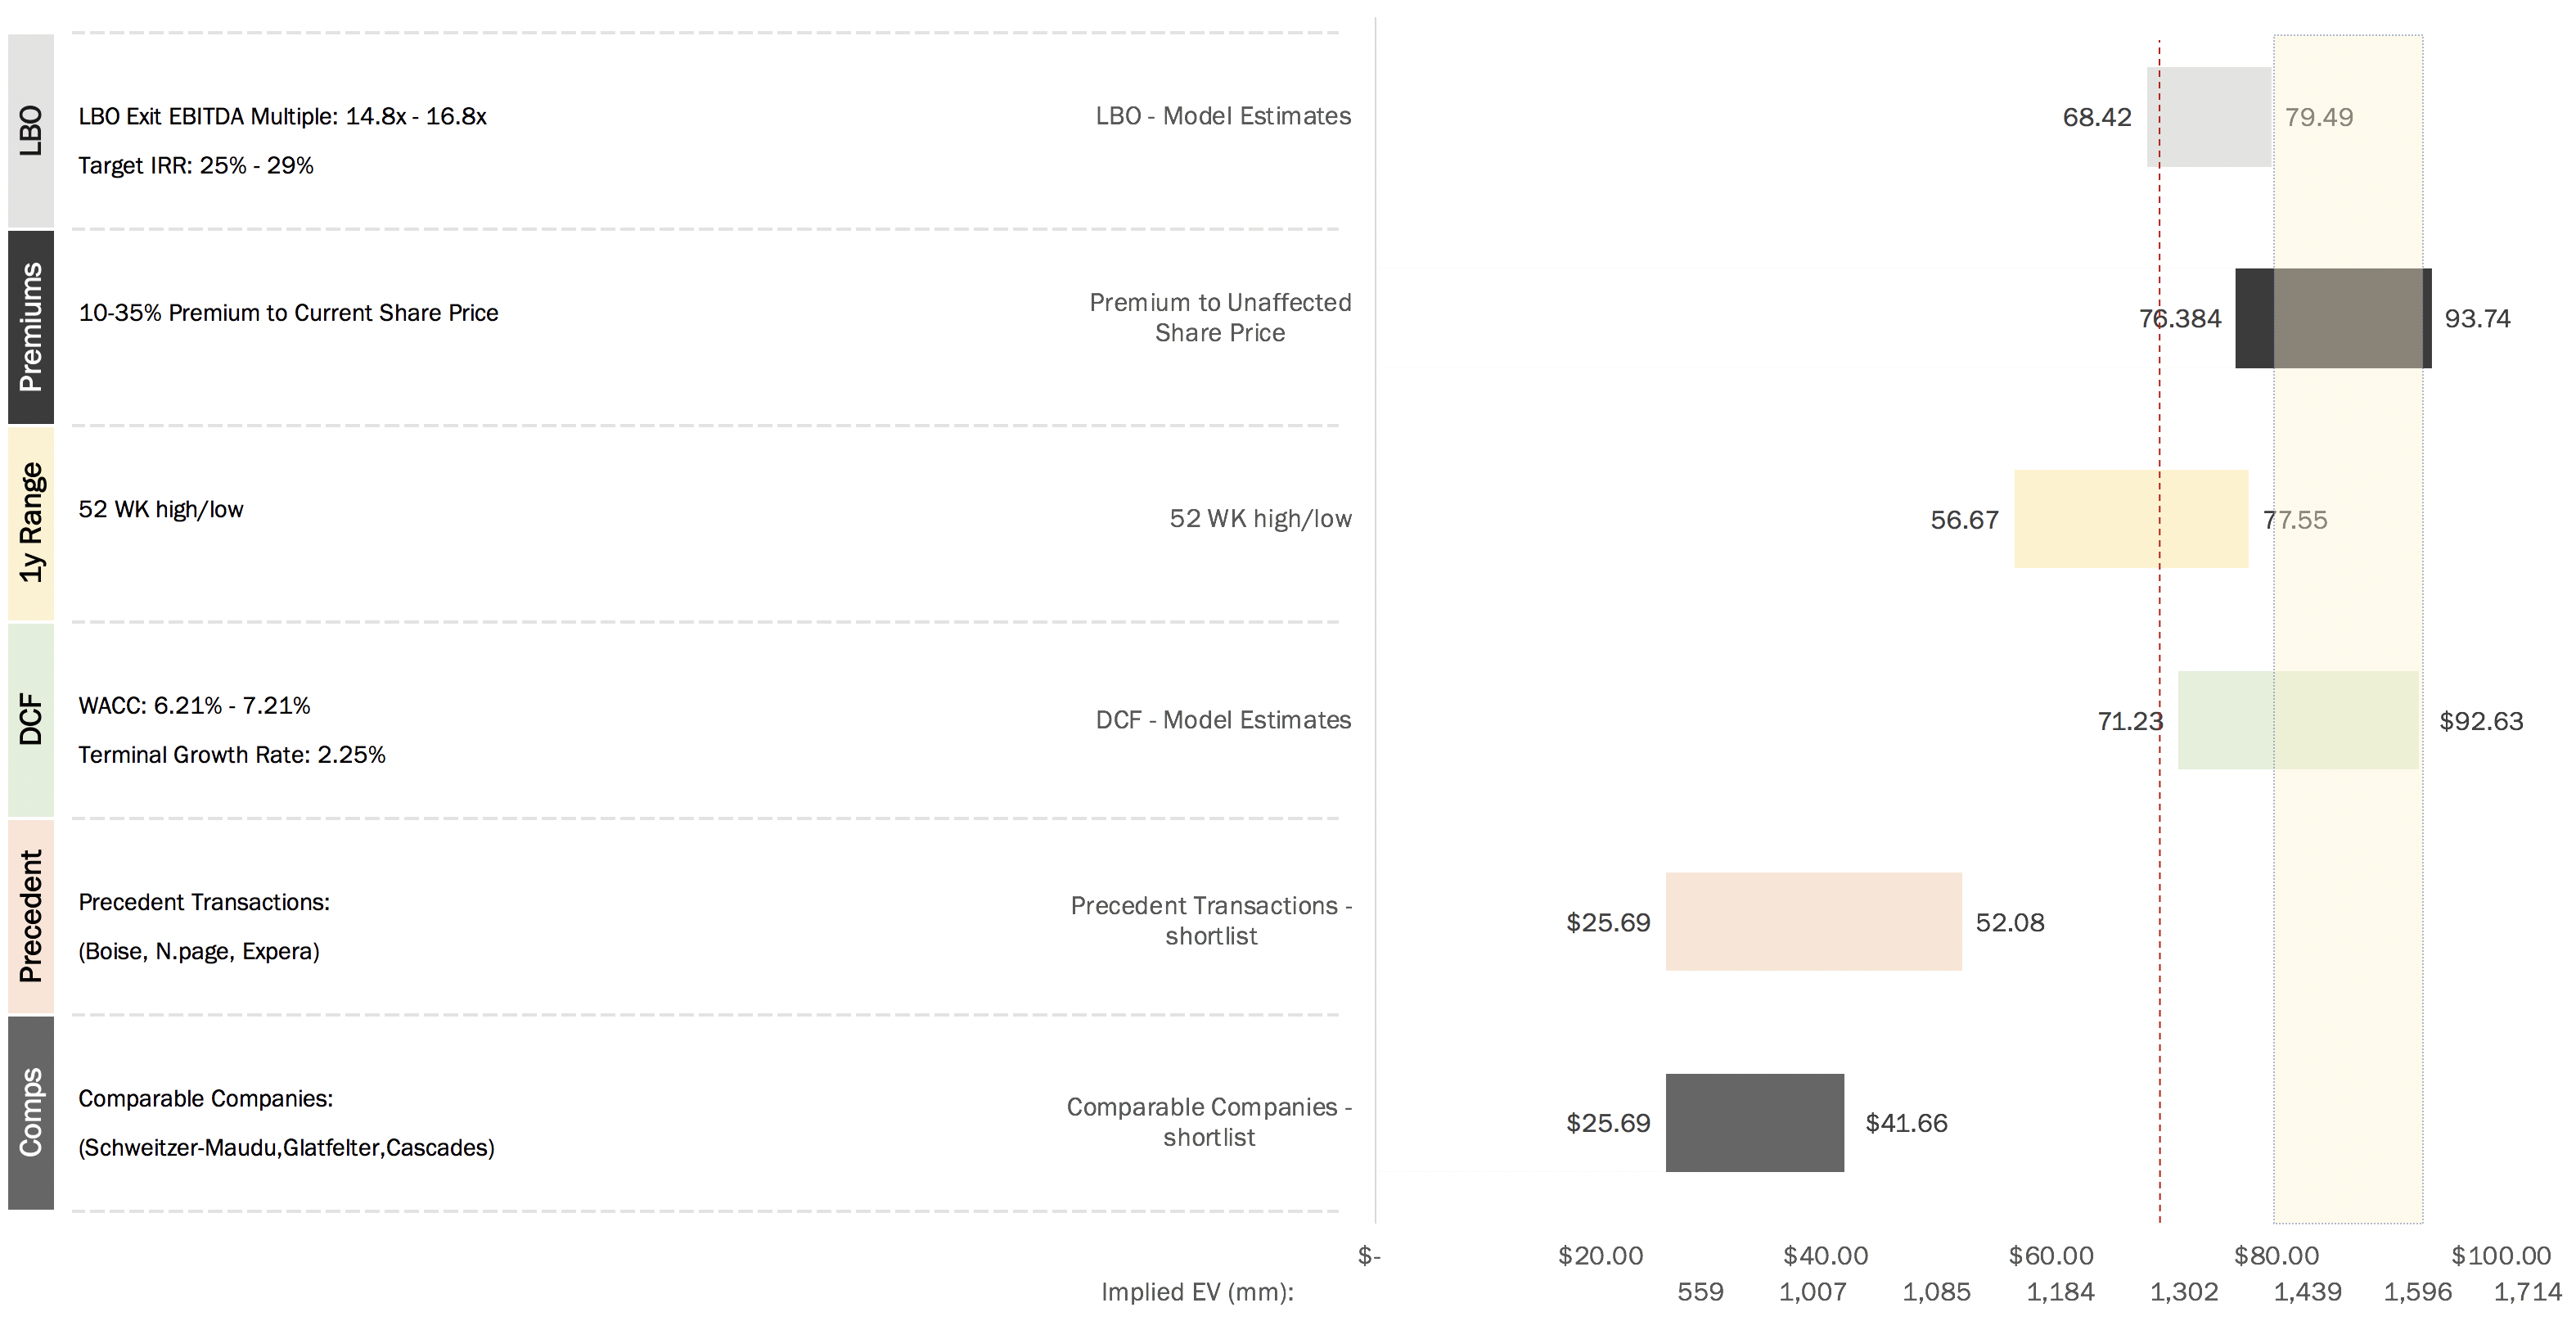 LBO
LBO Exit EBITDA Multiple: 14.8x - 16.8x
Target IRR: 25% - 29%
LBO - Model Estimates
68.42
79.49
Premiums
10-35% Premium to Current Share Price
Premium to Unaffected
Share Price
76.384
93.74
1y Range
52 WK high/low
52 WK high/low
56.67
77.55
DCF
WACC: 6.21% - 7.21%
Terminal Growth Rate: 2.25%
DCF - Model Estimates
71.23
$92.63
Precedent
Precedent Transactions:
(Boise, N.page, Expera)
Precedent Transactions -
shortlist
$25.69
52.08
Comps
Comparable Companies:
(Schweitzer-Maudu,Glatfelter,Cascades)
Comparable Companies -
shortlist
$25.69
$41.66
$- $20.00 $40.00 $60.00 $80.00 $100.00
Implied EV (mm): 559 1,007 1,085 1,184 1,302 1,439 1,596 1,714